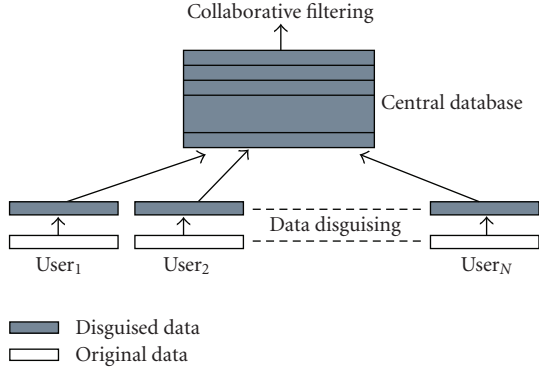 Collaborative filtering
Central database
Data disguising
User₁
User₂
User_N
Disguised data
Original data